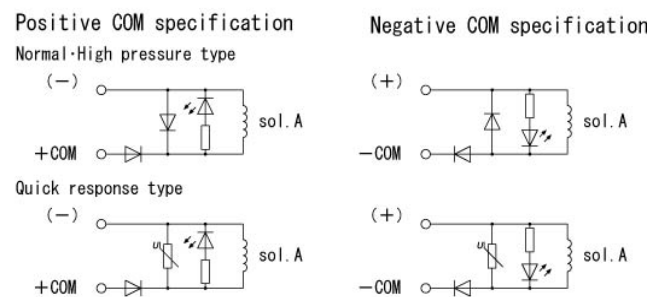 Positive COM specification
Negative COM specification
Normal·High pressure type
(−)
sol.A
+COM
(+)
sol.A
−COM
Quick response type
(−)
U
sol.A
+COM
(+)
U
sol.A
−COM